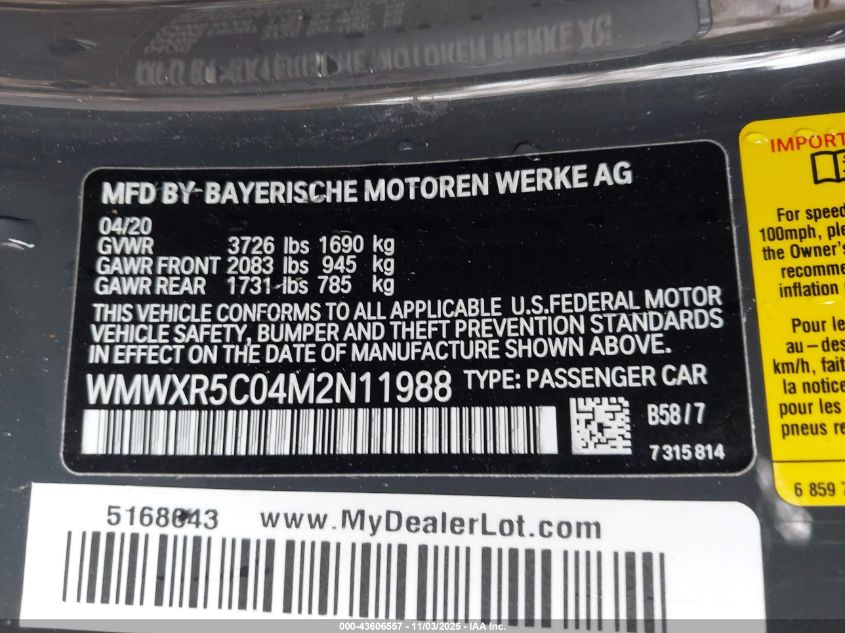 MFD BY BAYERISCHE MOTOREN WERKE AG
04/20
GVWR 3726 lbs 1690 kg
GAWR FRONT 2083 lbs 945 kg
GAWR REAR 1731 lbs 785 kg
THIS VEHICLE CONFORMS TO ALL APPLICABLE U.S.FEDERAL MOTOR
VEHICLE SAFETY, BUMPER AND THEFT PREVENTION STANDARDS
IN EFFECT ON THE DATE OF MANUFACTURE SHOWN ABOVE.
WMWXR5C04M2N11988 TYPE: PASSENGER CAR
B58/7
7 315 814
IMPORT
For speed
100mph, ple
the Owner's
recomme
inflation
Pour le
au-des
km/h, fait
la notice
pour les
pneus re
6 859 7
5168043 www.MyDealerLot.com
000-43606557 - 11/03/2025 - IAA Inc.